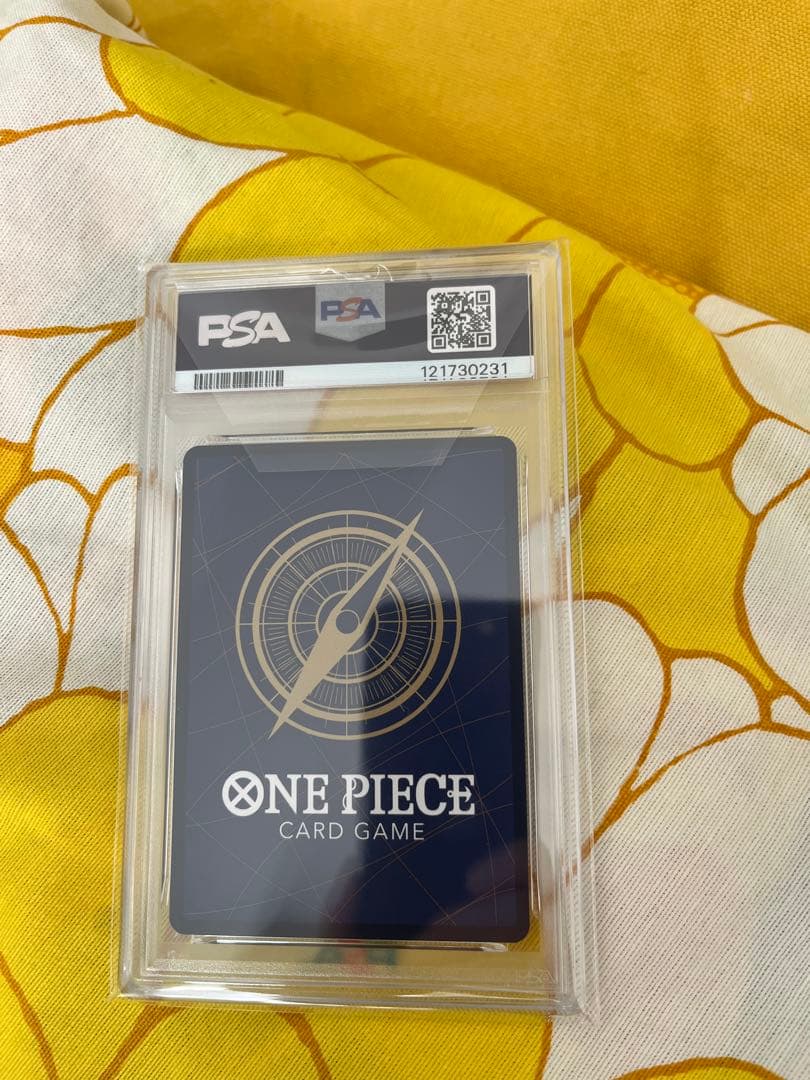 PSA
PSA
121730231
ONE PIECE
CARD GAME